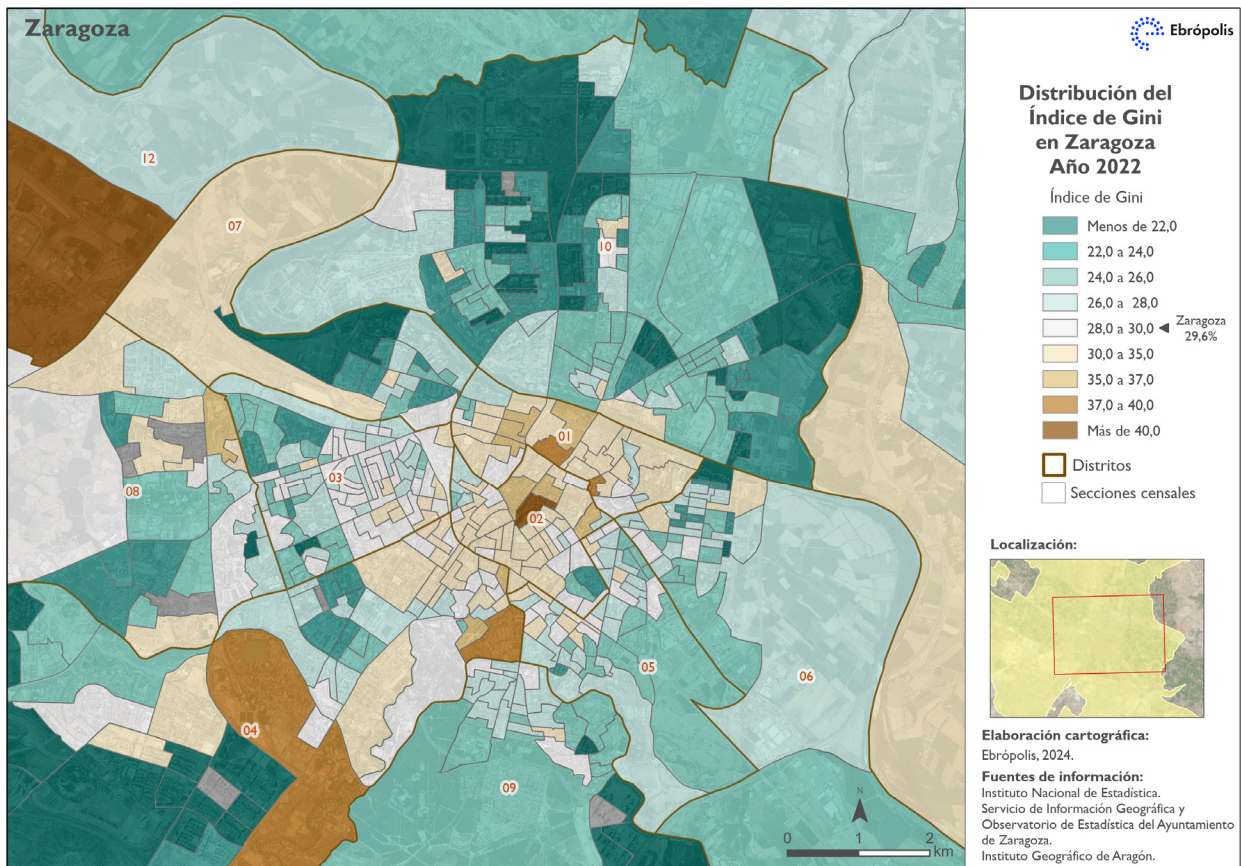 Zaragoza
Ebrópolis
Distribución del
Índice de Gini
en Zaragoza
Año 2022
Índice de Gini
Menos de 22,0
22,0 a 24,0
24,0 a 26,0
26,0 a 28,0
28,0 a 30,0
Zaragoza
29,6%
30,0 a 35,0
35,0 a 37,0
37,0 a 40,0
Más de 40,0
Distritos
Secciones censales
Localización:
Elaboración cartográfica:
Ebrópolis, 2024.
Fuentes de información:
Instituto Nacional de Estadística.
Servicio de Información Geográfica y
Observatorio de Estadística del Ayuntamiento
de Zaragoza.
Instituto Geográfico de Aragón.
12
07
10
01
03
08
02
05
06
04
09
N
0 1 2
km